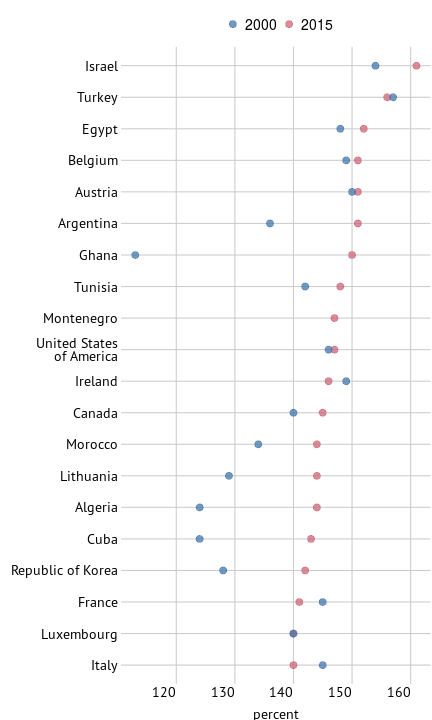 2000 2015
Israel
Turkey
Egypt
Belgium
Austria
Argentina
Ghana
Tunisia
Montenegro
United States
of America
Ireland
Canada
Morocco
Lithuania
Algeria
Cuba
Republic of Korea
France
Luxembourg
Italy
120 130 140 150 160
percent